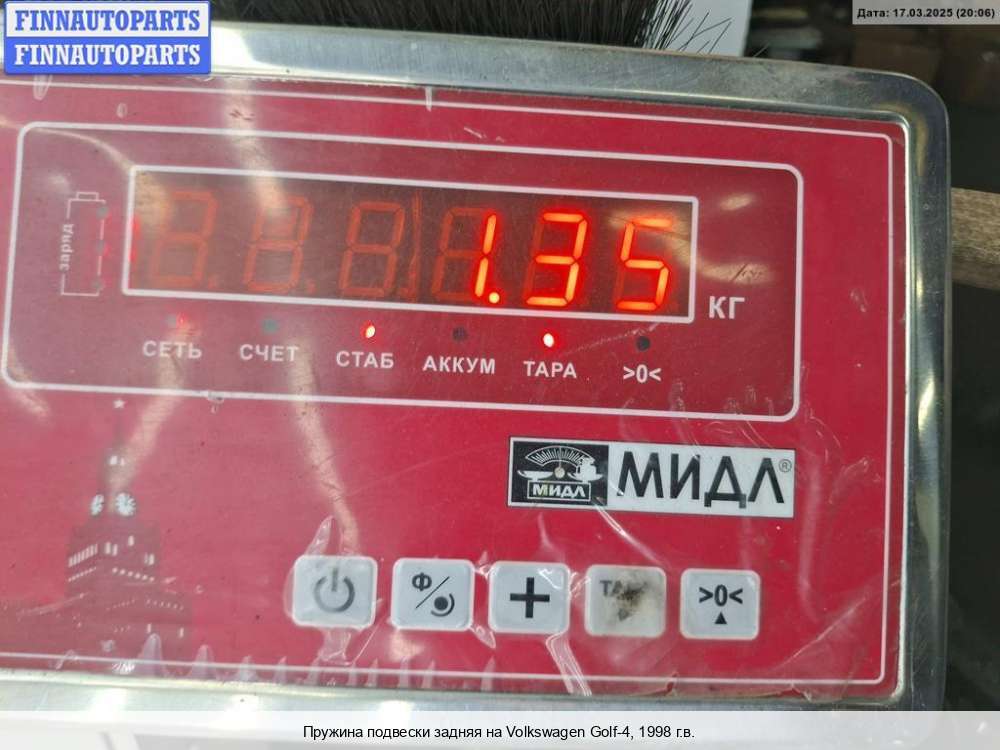 FINNAUTOPARTS
FINNAUTOPARTS
Дата: 17.03.2025 (20:06)
заряд
1.35
КГ
СЕТЬ СЧЕТ СТАБ АККУМ ТАРА >0<
МИДЛ
МИДЛ®
Ф +  >0<
Пружина подвески задняя на Volkswagen Golf-4, 1998 г.в.